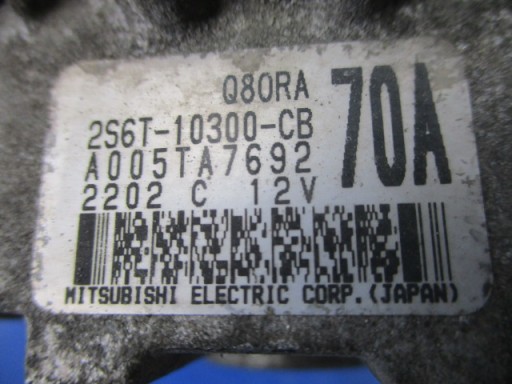 Q80RA
70A
2S6T-10300-CB
A005TA7692
2202 C 12V
MITSUBISHI ELECTRIC CORP.(JAPAN)